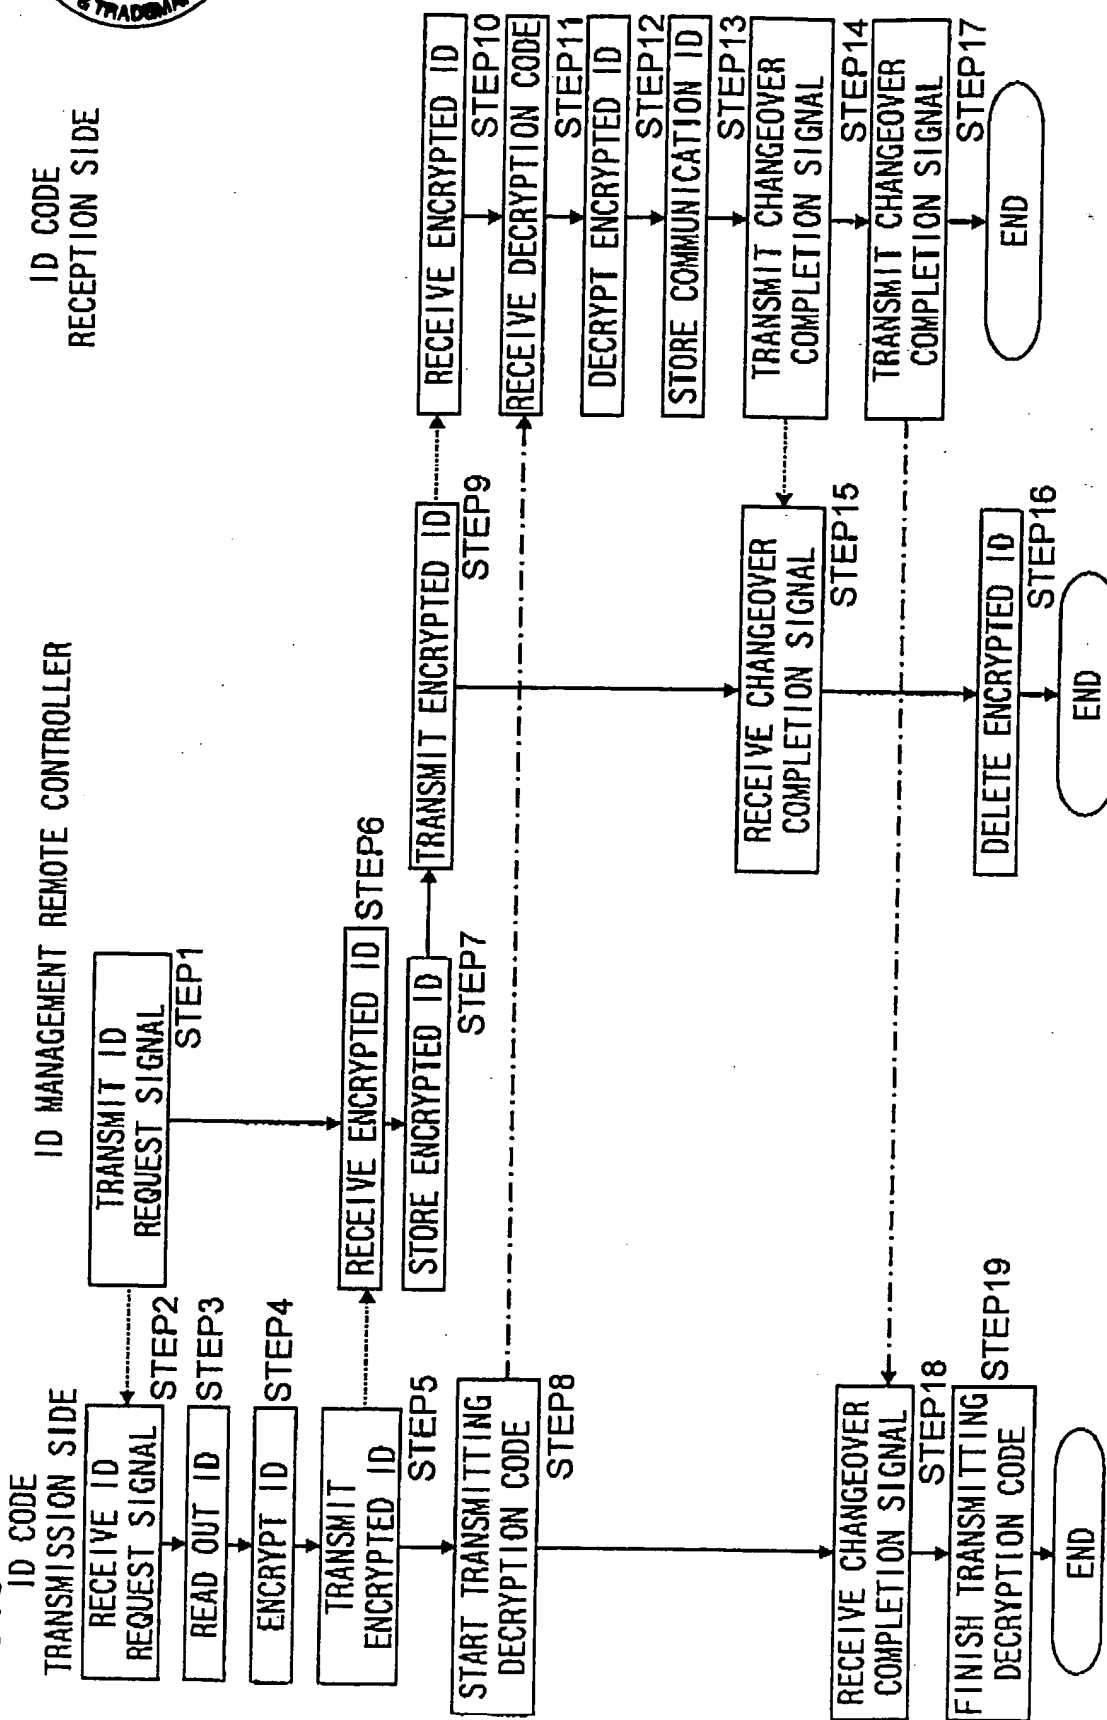 & TRADEMA
ID CODE
TRANSMISSION SIDE
RECEIVE ID
REQUEST SIGNAL
STEP2
READ OUT ID
STEP3
ENCRYPT ID
STEP4
TRANSMIT
ENCRYPTED ID
STEP5
START TRANSMITTING
DECRYPTION CODE
STEP8
RECEIVE CHANGEOVER
COMPLETION SIGNAL
STEP18
FINISH TRANSMITTING
DECRYPTION CODE
STEP19
END
ID MANAGEMENT REMOTE CONTROLLER
TRANSMIT ID
REQUEST SIGNAL
STEP1
RECEIVE ENCRYPTED ID
STEP6
STORE ENCRYPTED ID
STEP7
TRANSMIT ENCRYPTED ID
STEP9
RECEIVE CHANGEOVER
COMPLETION SIGNAL
STEP15
DELETE ENCRYPTED ID
STEP16
END
ID CODE
RECEPTION SIDE
RECEIVE ENCRYPTED ID
STEP10
RECEIVE DECRYPTION CODE
STEP11
DECRYPT ENCRYPTED ID
STEP12
STORE COMMUNICATION ID
STEP13
TRANSMIT CHANGEOVER
COMPLETION SIGNAL
STEP14
TRANSMIT CHANGEOVER
COMPLETION SIGNAL
STEP17
END